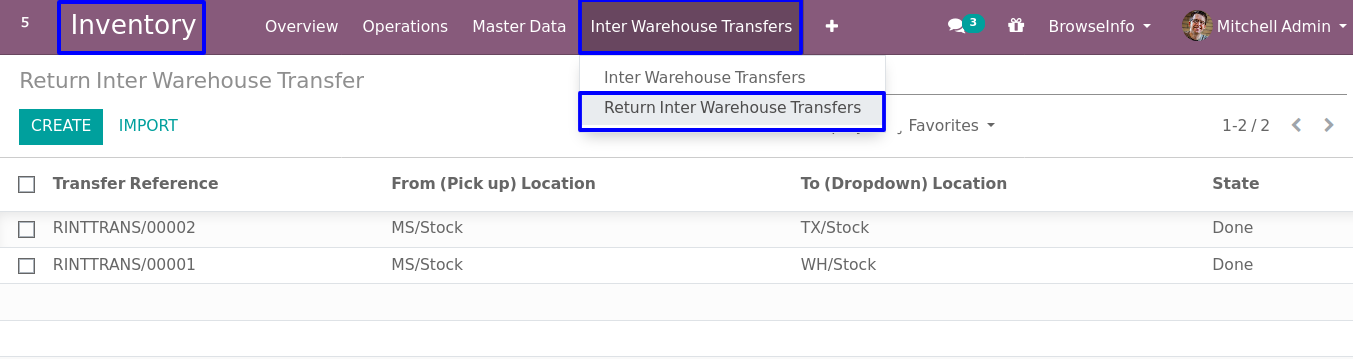 5 Inventory Overview Operations Master Data Inter Warehouse Transfers + 3 BrowseInfo Mitchell Admin
Return Inter Warehouse Transfer
Inter Warehouse Transfers
Return Inter Warehouse Transfers
CREATE IMPORT Favorites 1-2 / 2
Transfer Reference From (Pick up) Location To (Dropdown) Location State
RINTTRANS/00002 MS/Stock TX/Stock Done
RINTTRANS/00001 MS/Stock WH/Stock Done